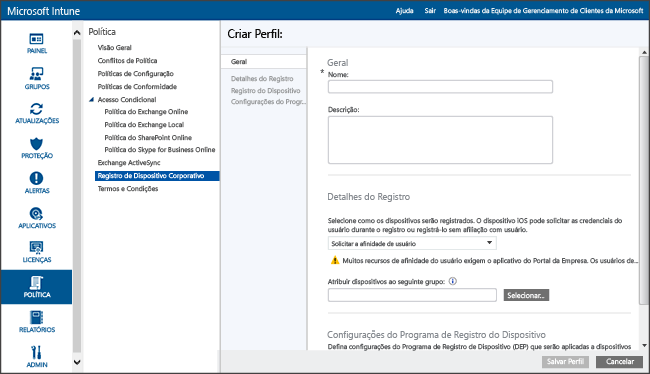 Microsoft Intune
Ajuda Sair Boas-vindas da Equipe de Gerenciamento de Clientes da Microsoft
PAINEL
GRUPOS
ATUALIZAÇÕES
PROTEÇÃO
ALERTAS
APLICATIVOS
LICENÇAS
POLÍTICA
RELATÓRIOS
ADMIN
Política
Visão Geral
Conflitos de Política
Políticas de Configuração
Políticas de Conformidade
Acesso Condicional
Política do Exchange Online
Política do Exchange Local
Política do SharePoint Online
Política do Skype for Business Online
Exchange ActiveSync
Registro de Dispositivo Corporativo
Termos e Condições
Criar Perfil:
Geral
Detalhes do Registro
Registro do Dispositivo
Configurações do Progr...
Geral
* Nome:
Descrição:
Detalhes do Registro
Selecione como os dispositivos serão registrados. O dispositivo iOS pode solicitar as credenciais do
usuário durante o registro ou registrá-lo sem afiliação com usuário.
Solicitar a afinidade de usuário
Muitos recursos de afinidade do usuário exigem o aplicativo do Portal da Empresa. Os usuários de...
Atribuir dispositivos ao seguinte grupo:
Selecionar...
Configurações do Programa de Registro do Dispositivo
Defina configurações do Programa de Registro de Dispositivo (DEP) que serão aplicadas a dispositivos
Salvar Perfil Cancelar